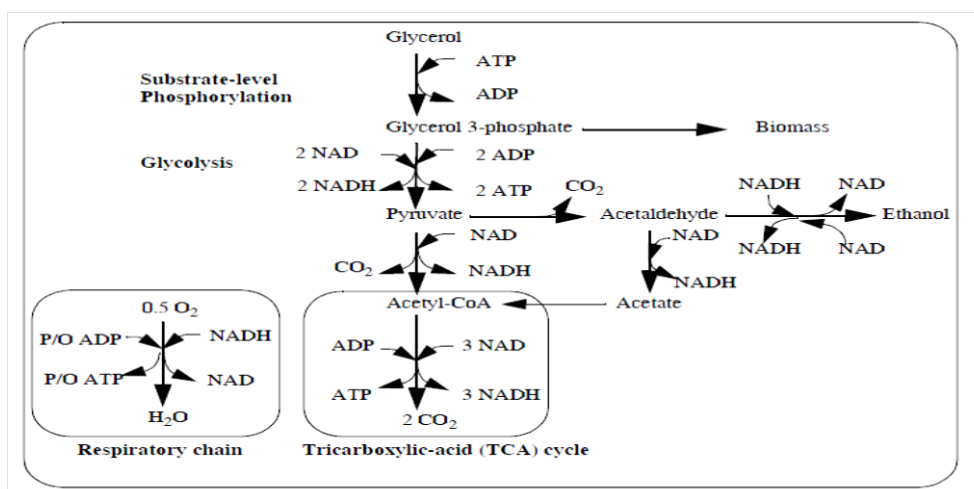 Glycerol
ATP
Substrate-level
Phosphorylation
ADP
Glycerol 3-phosphate
Biomass
Glycolysis
2 NAD
2 ADP
2 NADH
2 ATP
CO₂
NADH
NAD
Pyruvate
Acetaldehyde
Ethanol
NAD
NAD
NADH
NAD
CO₂
NADH
NADH
0.5 O₂
Acetyl-CoA
Acetate
P/O ADP
NADH
ADP
3 NAD
P/O ATP
NAD
ATP
3 NADH
H₂O
2 CO₂
Respiratory chain
Tricarboxylic-acid (TCA) cycle